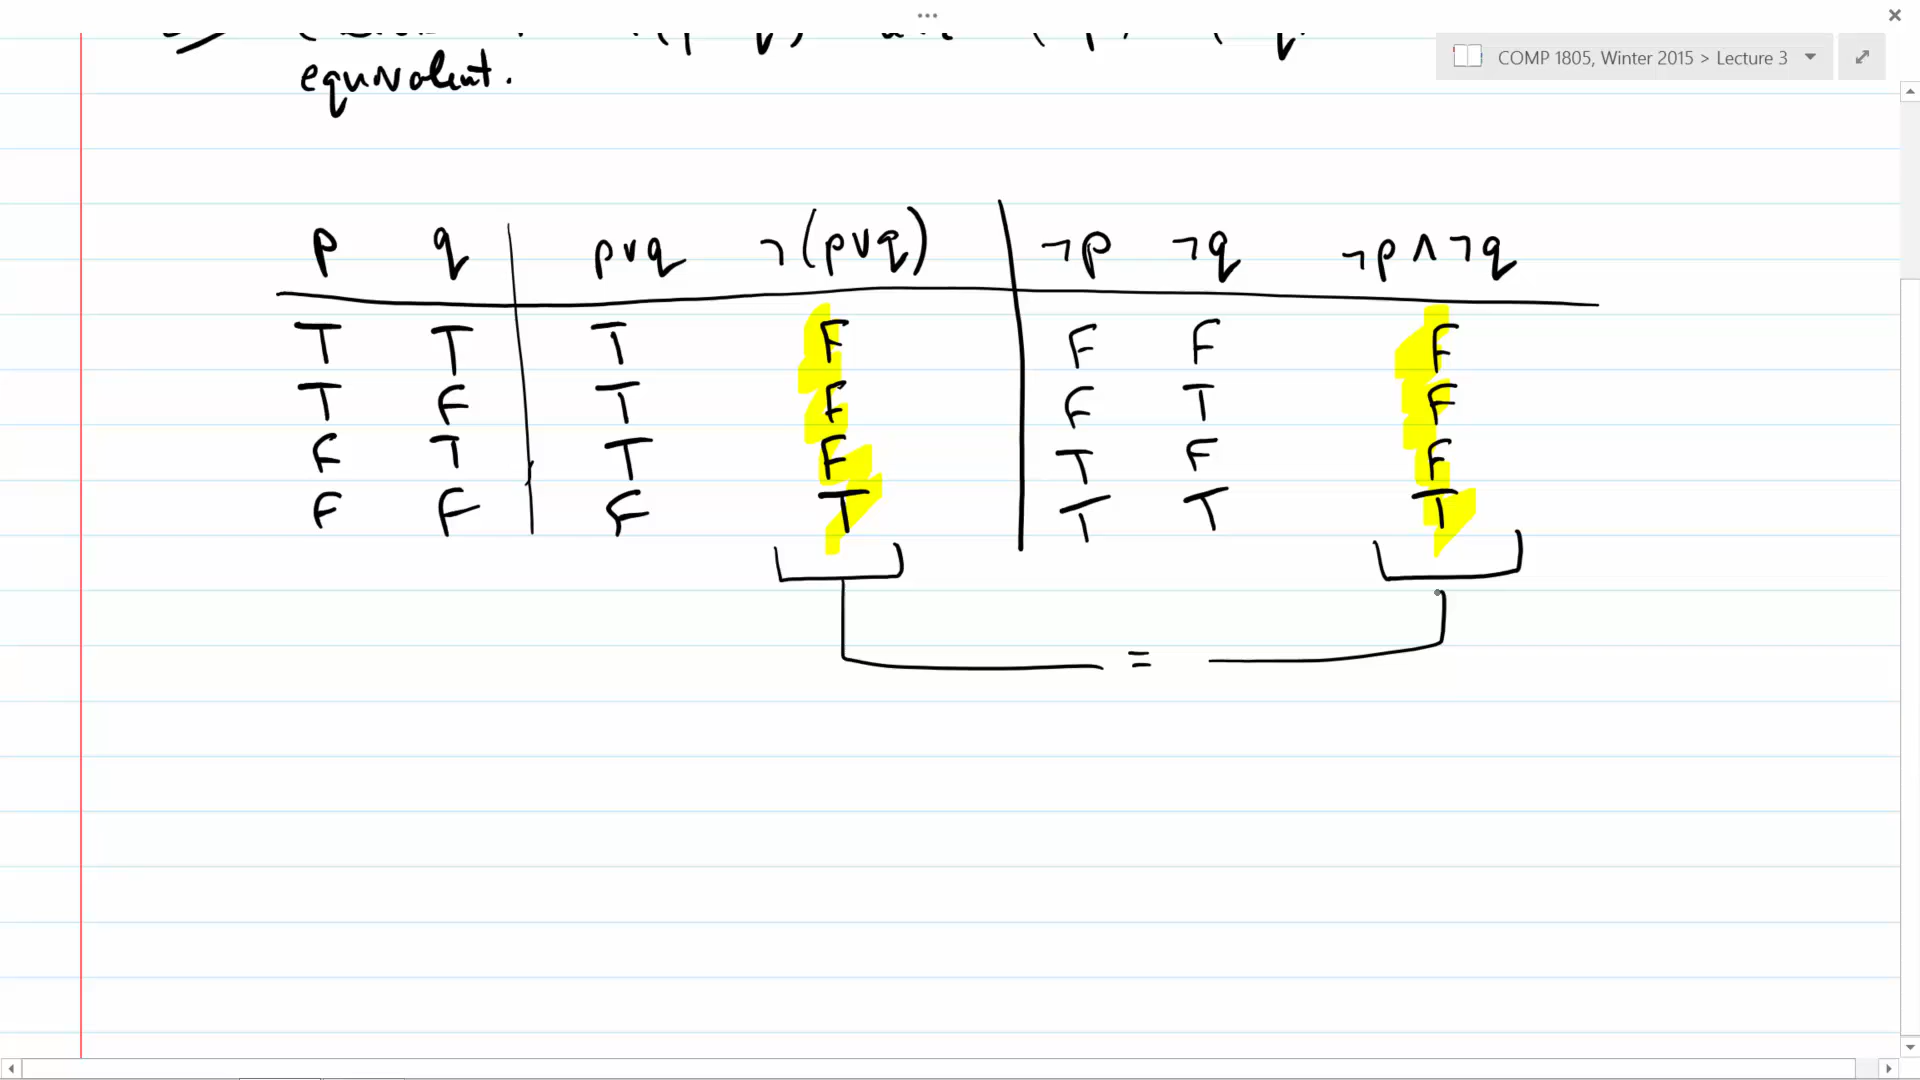 COMP 1805, Winter 2015 > Lecture 3
equivalent.
p q p∨q ¬(p∨q) ¬p ¬q ¬p∧¬q
T T T F F F F
T F T F F T F
F T T F T F F
F F F T T T T
=